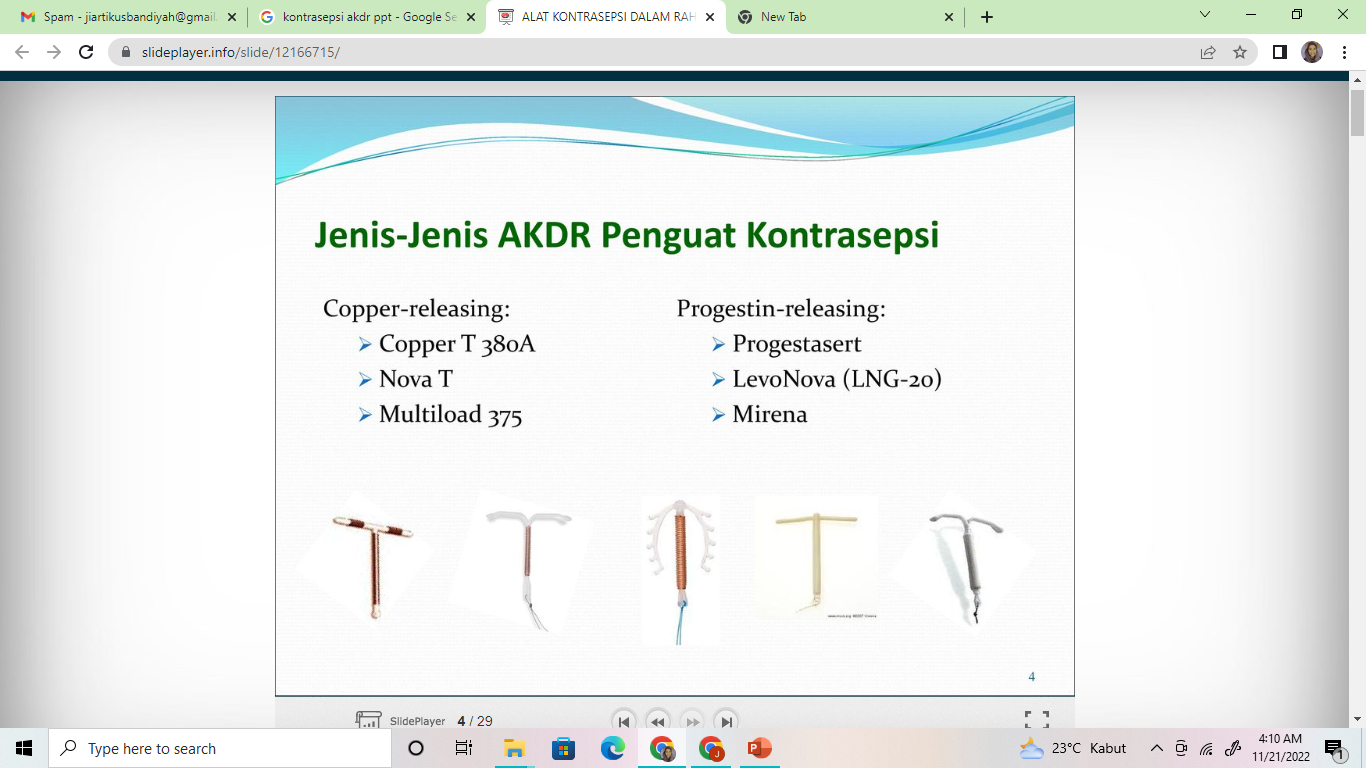 Spam - jiartikusbandiyah@gmail.
kontrasepsi akdr ppt - Google Se
ALAT KONTRASEPSI DALAM RAH
New Tab
slideplayer.info/slide/12166715/
Jenis-Jenis AKDR Penguat Kontrasepsi
Copper-releasing:
Copper T 380A
Nova T
Multiload 375
Progestin-releasing:
Progestasert
LevoNova (LNG-20)
Mirena
4
SlidePlayer 4 / 29
Type here to search
23°C Kabut
4:10 AM
11/21/2022
1